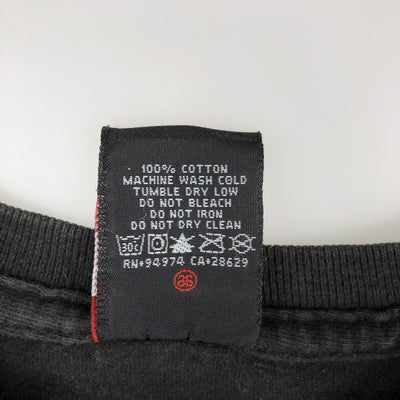 100% COTTON
MACHINE WASH COLD
TUMBLE DRY LOW
DO NOT BLEACH
DO NOT IRON
DO NOT DRY CLEAN
30c
RN*94974 CA*28629